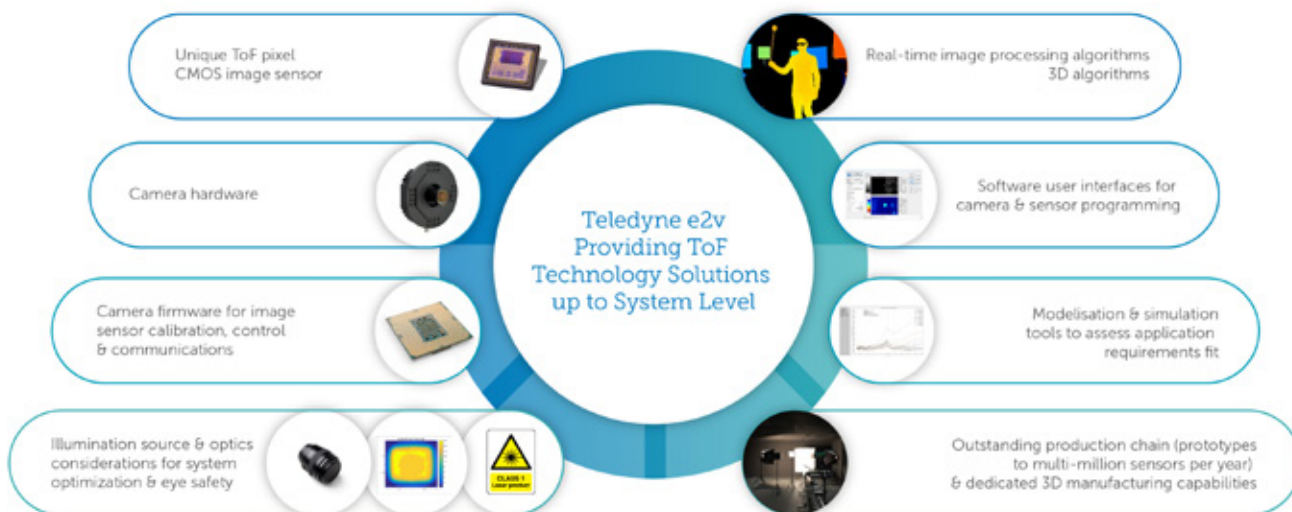 Unique ToF pixel
CMOS image sensor
Real-time image processing algorithms
3D algorithms
Camera hardware
Software user interfaces for
camera & sensor programming
Teledyne e2v
Providing ToF
Technology Solutions
up to System Level
Camera firmware for image
sensor calibration, control
& communications
Modelisation & simulation
tools to assess application
requirements fit
Illumination source & optics
considerations for system
optimization & eye safety
CLASS 1
Laser product
Outstanding production chain (prototypes
to multi-million sensors per year)
& dedicated 3D manufacturing capabilities